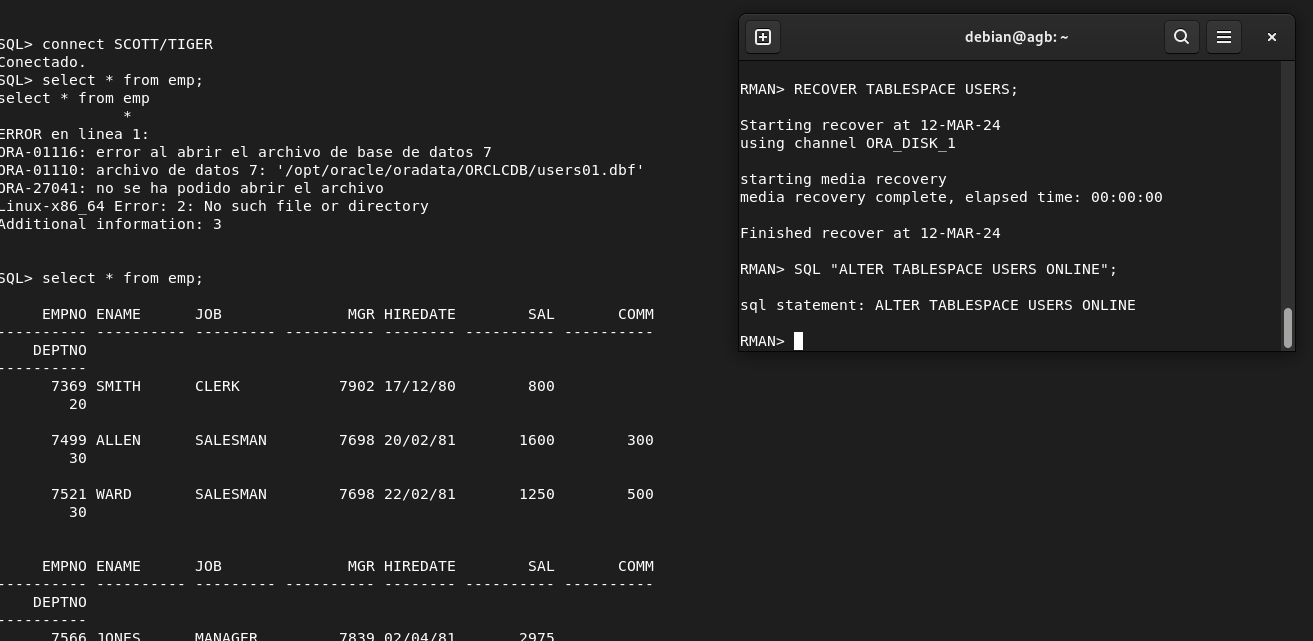 SQL> connect SCOTT/TIGER
Conectado.
SQL> select * from emp;
select * from emp
*
ERROR en linea 1:
ORA-01116: error al abrir el archivo de base de datos 7
ORA-01110: archivo de datos 7: '/opt/oracle/oradata/ORCLCDB/users01.dbf'
ORA-27041: no se ha podido abrir el archivo
Linux-x86_64 Error: 2: No such file or directory
Additional information: 3
SQL> select * from emp;
EMPNO ENAME      JOB              MGR HIREDATE        SAL       COMM
---------- ---------- --------- ---------- -------- ---------- ----------
DEPTNO
----------
7369 SMITH      CLERK           7902 17/12/80        800
20
7499 ALLEN      SALESMAN        7698 20/02/81       1600        300
30
7521 WARD       SALESMAN        7698 22/02/81       1250        500
30
EMPNO ENAME      JOB              MGR HIREDATE        SAL       COMM
---------- ---------- --------- ---------- -------- ---------- ----------
DEPTNO
----------
7566 JONES      MANAGER         7839 02/04/81       2975
debian@agb: ~
RMAN> RECOVER TABLESPACE USERS;
Starting recover at 12-MAR-24
using channel ORA_DISK_1
starting media recovery
media recovery complete, elapsed time: 00:00:00
Finished recover at 12-MAR-24
RMAN> SQL "ALTER TABLESPACE USERS ONLINE";
sql statement: ALTER TABLESPACE USERS ONLINE
RMAN>